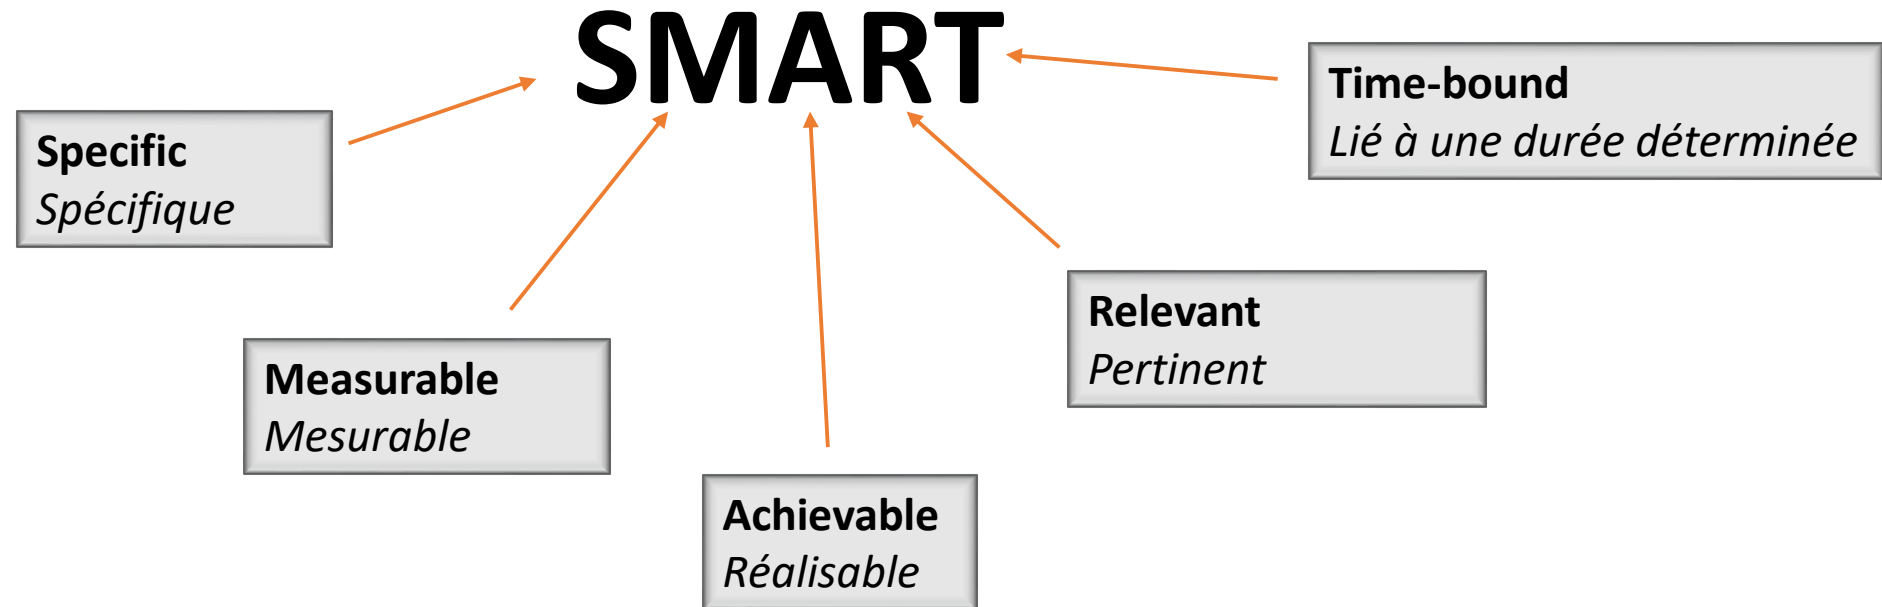 SMART
Specific
Spécifique
Measurable
Mesurable
Achievable
Réalisable
Relevant
Pertinent
Time-bound
Lié à une durée déterminée